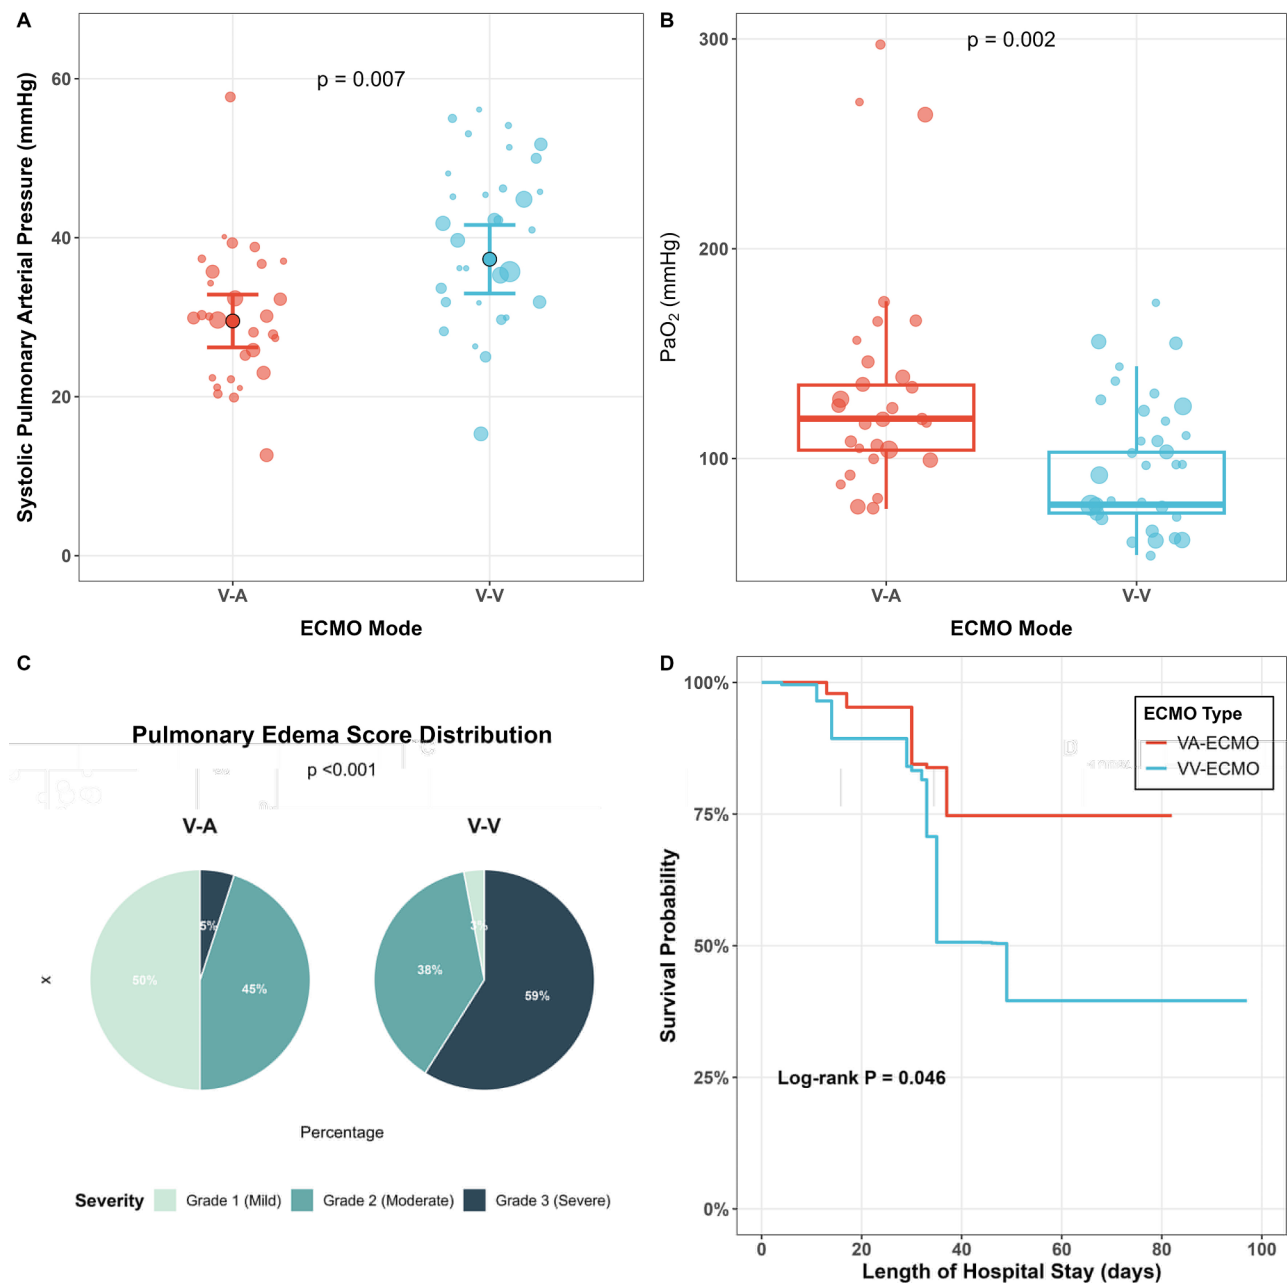 A
Systolic Pulmonary Arterial Pressure (mmHg)
60
40
20
0
p = 0.007
V-A
V-V
ECMO Mode
B
PaO2 (mmHg)
300
200
100
p = 0.002
V-A
V-V
ECMO Mode
C
Pulmonary Edema Score Distribution
p <0.001
V-A
V-V
x
5%
50%
45%
3%
38%
59%
Percentage
Severity
Grade 1 (Mild)
Grade 2 (Moderate)
Grade 3 (Severe)
D
Survival Probability
100%
75%
50%
25%
0%
ECMO Type
VA-ECMO
VV-ECMO
Log-rank P = 0.046
0
20
40
60
80
100
Length of Hospital Stay (days)